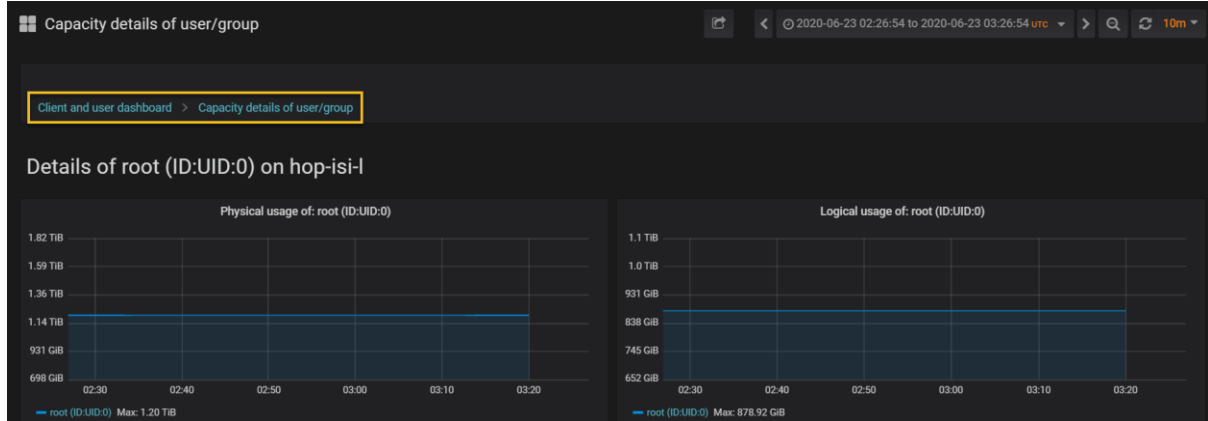 Capacity details of user/group
2020-06-23 02:26:54 to 2020-06-23 03:26:54 UTC
10m
Client and user dashboard > Capacity details of user/group
Details of root (ID:UID:0) on hop-isi-l
Physical usage of: root (ID:UID:0)
1.82 TiB
1.59 TiB
1.36 TiB
1.14 TiB
931 GiB
698 GiB
02:30 02:40 02:50 03:00 03:10 03:20
root (ID:UID:0) Max: 1.20 TiB
Logical usage of: root (ID:UID:0)
1.1 TiB
1.0 TiB
931 GiB
838 GiB
745 GiB
652 GiB
02:30 02:40 02:50 03:00 03:10 03:20
root (ID:UID:0) Max: 878.92 GiB